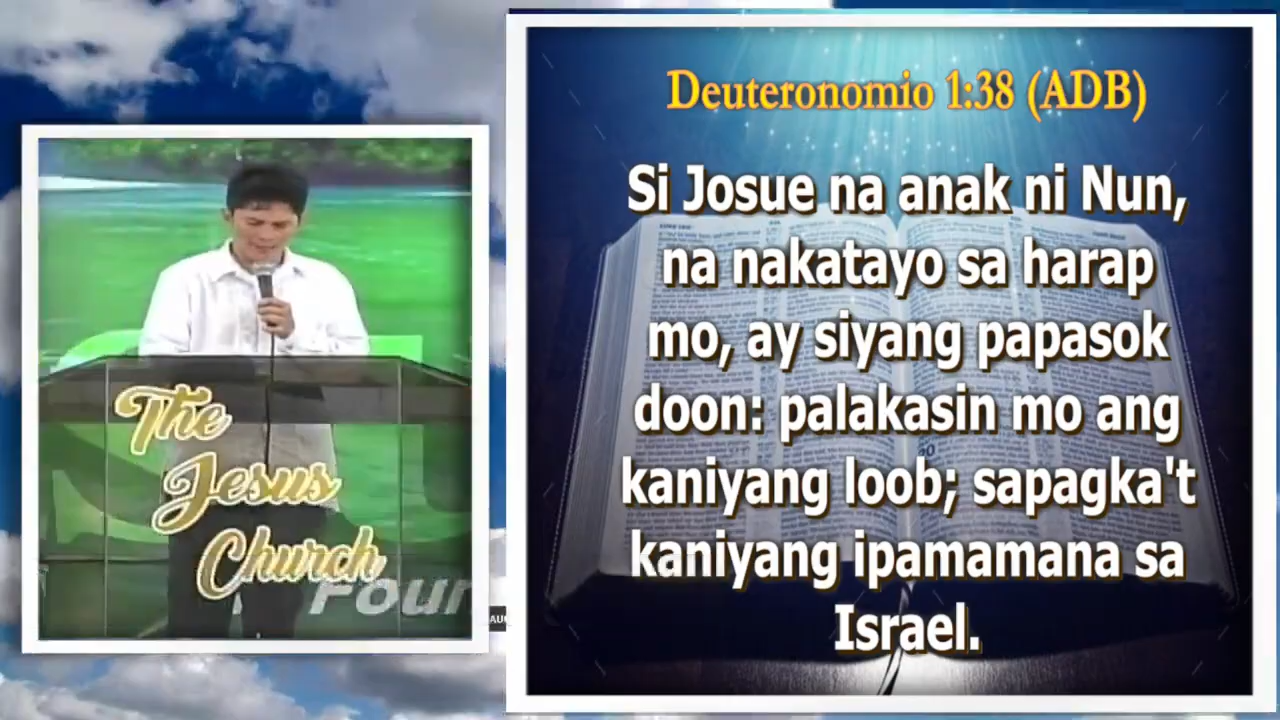 The
Jesus
Church
Four
Deuteronomio 1:38 (ADB)
Si Josue na anak ni Nun,
na nakatayo sa harap
mo, ay siyang papasok
doon: palakasin mo ang
kaniyang loob; sapagka't
kaniyang ipamamana sa
Israel.